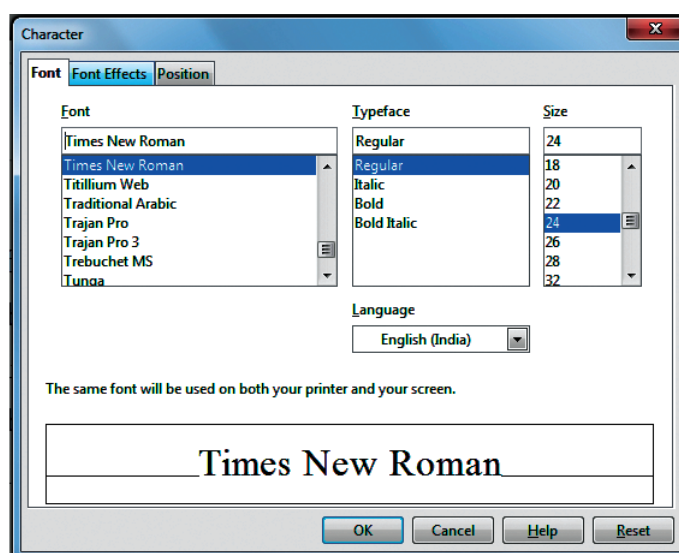 Character
Font Font Effects Position
Font Typeface Size
Times New Roman Regular 24
Times New Roman Regular 18
Titillium Web Italic 20
Traditional Arabic Bold 22
Trajan Pro Bold Italic 24
Trajan Pro 3 26
Trebuchet MS 28
Tunga 32
Language
English (India)
The same font will be used on both your printer and your screen.
Times New Roman
OK Cancel Help Reset